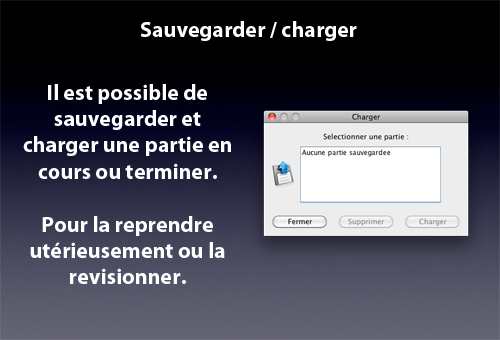 Sauvegarder / charger
Il est possible de
sauvegarder et
charger une partie en
cours ou terminer.
Pour la reprendre
utérieusement ou la
revisionner.
Charger
Selectionner une partie :
Aucune partie sauvegardee
Fermer
Supprimer
Charger